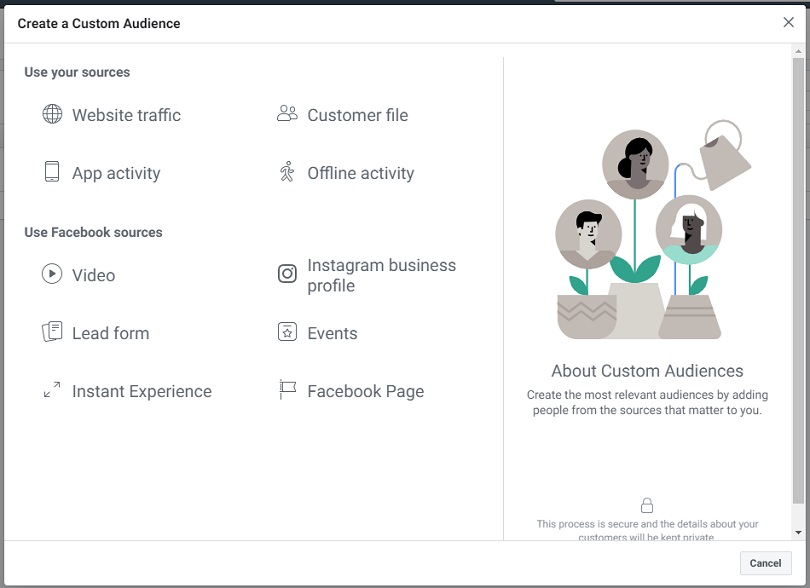 Create a Custom Audience
Use your sources
Website traffic
Customer file
App activity
Offline activity
Use Facebook sources
Video
Instagram business
profile
Lead form
Events
Instant Experience
Facebook Page
About Custom Audiences
Create the most relevant audiences by adding
people from the sources that matter to you.
This process is secure and the details about your
customers will be kept private.
Cancel